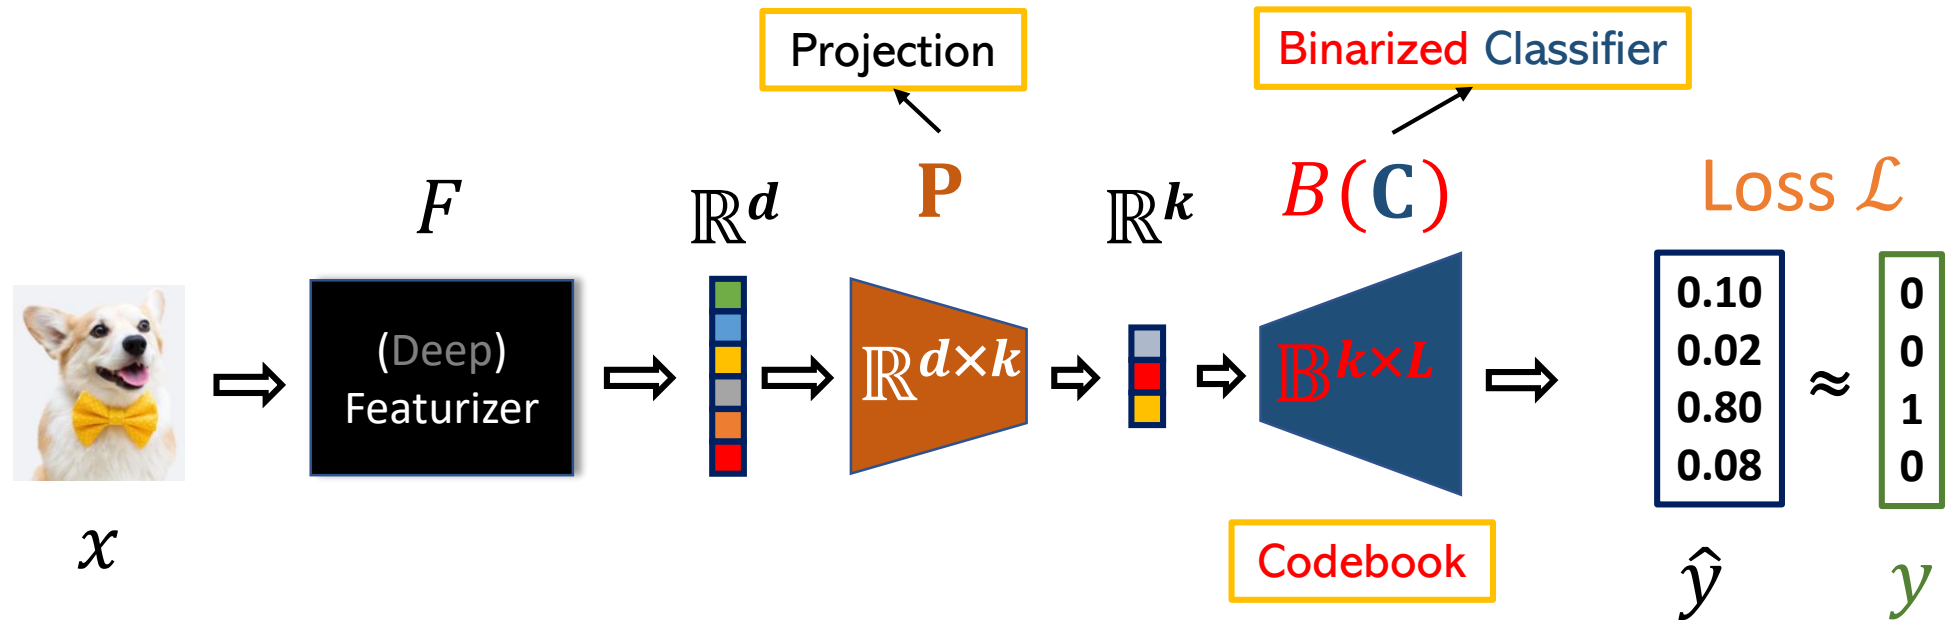 Projection
Binarized Classifier
F
ℝ^d
P
ℝ^k
B(C)
Loss ℒ
(Deep)
Featurizer
ℝ^{d×k}
𝔹^{k×L}
0.10
0.02
0.80
0.08
≈
0
0
1
0
Codebook
x
ŷ
y